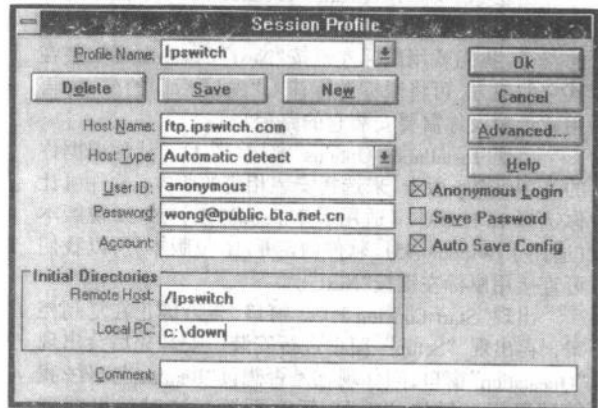 Session Profile
Profile Name: Ipswitch
Ok
Delete Save New
Cancel
Host Name: ftp.ipswitch.com
Advanced...
Host Type: Automatic detect
Help
User ID: anonymous
Anonymous Login
Password: wong@public.bta.net.cn
Save Password
Account:
Auto Save Config
Initial Directories
Remote Host: /Ipswitch
Local PC: c:\down
Comment: